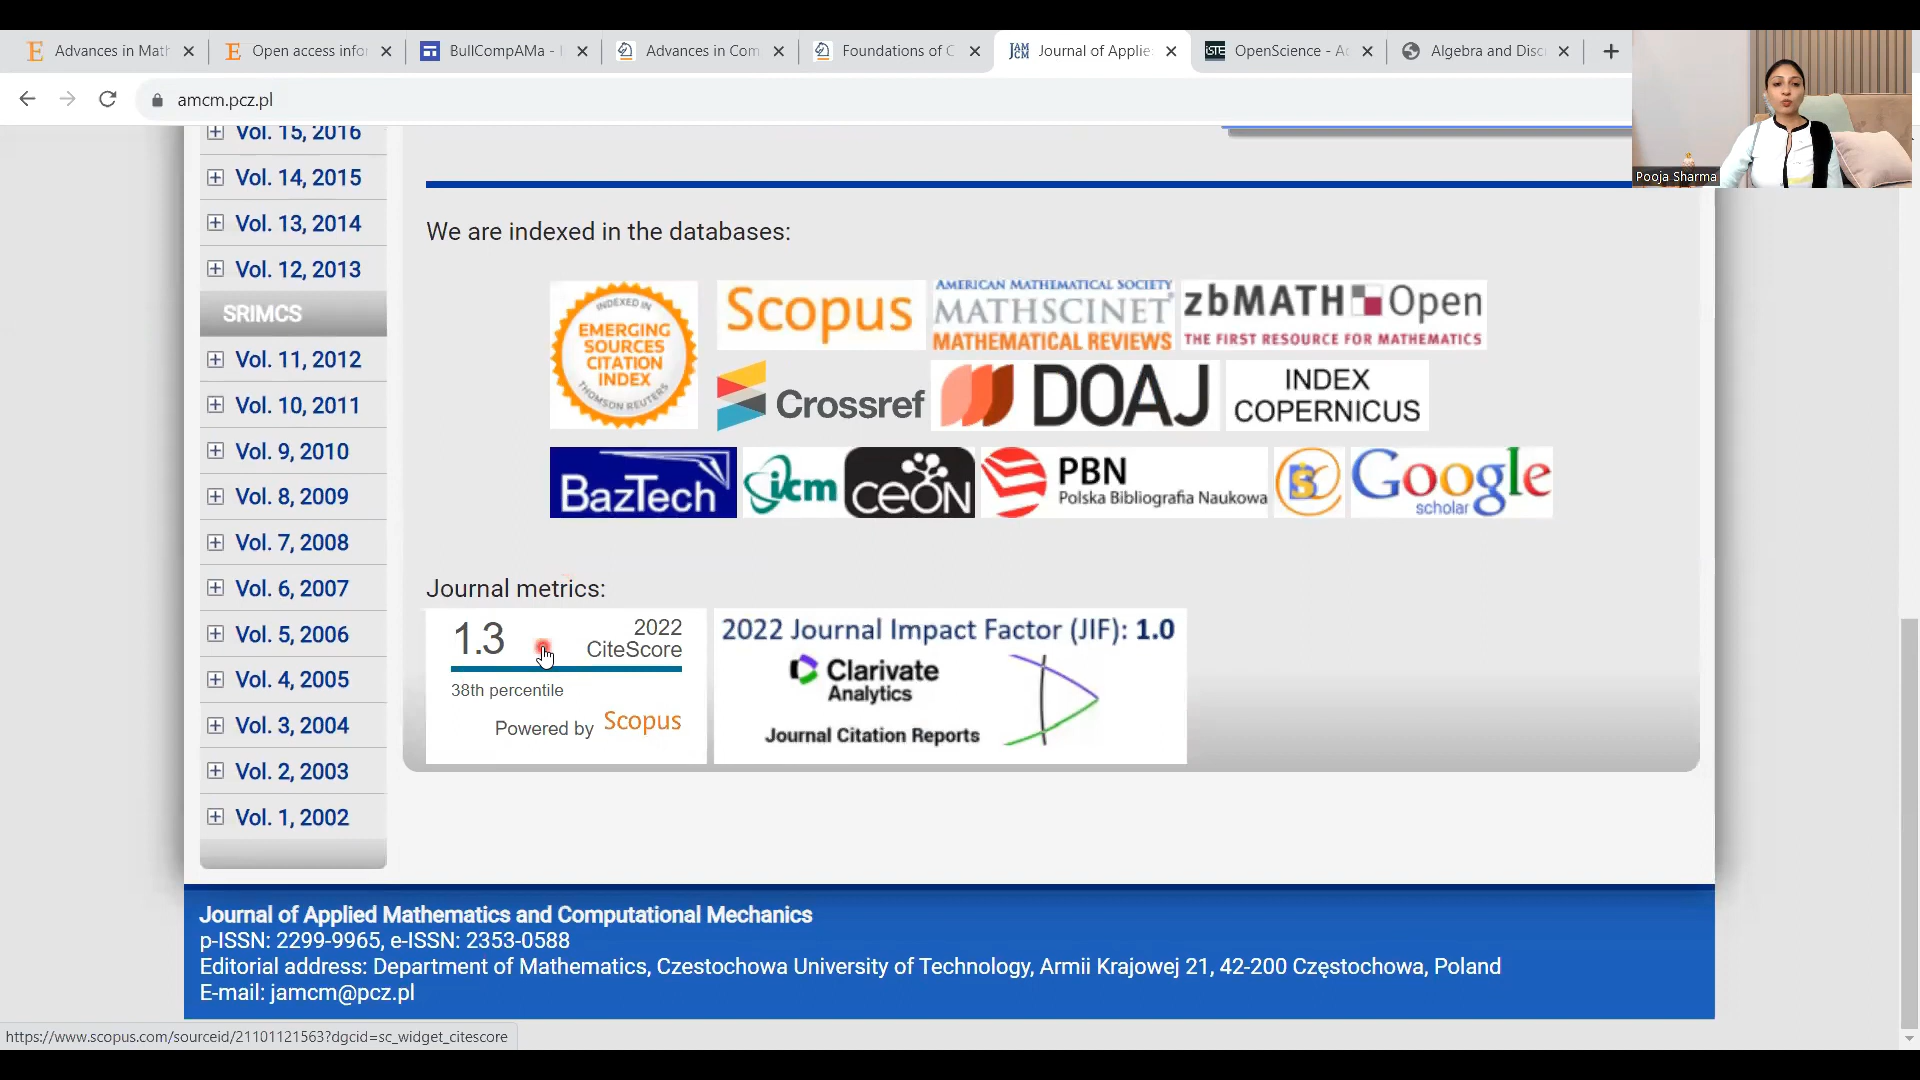 Advances in Math
Open access info
BullCompAMa -
Advances in Com
Foundations of C
JAM CM Journal of Applie
iSTE OpenScience - Ac
Algebra and Disc
amcm.pcz.pl
Pooja Sharma
Vol. 15, 2016
Vol. 14, 2015
Vol. 13, 2014
Vol. 12, 2013
SRIMCS
Vol. 11, 2012
Vol. 10, 2011
Vol. 9, 2010
Vol. 8, 2009
Vol. 7, 2008
Vol. 6, 2007
Vol. 5, 2006
Vol. 4, 2005
Vol. 3, 2004
Vol. 2, 2003
Vol. 1, 2002
We are indexed in the databases:
INDEXED IN
EMERGING
SOURCES
CITATION
INDEX
THOMSON REUTERS
Scopus
AMERICAN MATHEMATICAL SOCIETY
MATHSCINET
MATHEMATICAL REVIEWS
zbMATH Open
THE FIRST RESOURCE FOR MATHEMATICS
Crossref
DOAJ
INDEX
COPERNICUS
BazTech
icm
CEON
PBN
Polska Bibliografia Naukowa
Google
scholar
Journal metrics:
1.3
2022
CiteScore
38th percentile
Powered by Scopus
2022 Journal Impact Factor (JIF): 1.0
Clarivate
Analytics
Journal Citation Reports
Journal of Applied Mathematics and Computational Mechanics
p-ISSN: 2299-9965, e-ISSN: 2353-0588
Editorial address: Department of Mathematics, Czestochowa University of Technology, Armii Krajowej 21, 42-200 Częstochowa, Poland
E-mail: jamcm@pcz.pl
https://www.scopus.com/sourceid/21101121563?dgcid=sc_widget_citescore